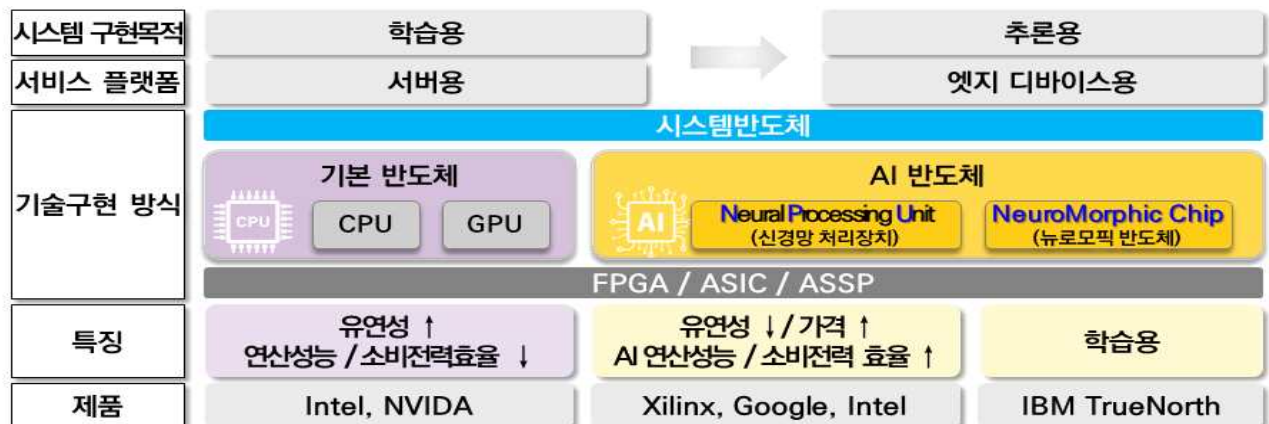 시스템 구현목적
학습용
추론용
서비스 플랫폼
서버용
엣지 디바이스용
기술구현 방식
시스템반도체
기본 반도체
CPU
CPU
GPU
AI 반도체
AI
Neural Processing Unit
(신경망 처리장치)
NeuroMorphic Chip
(뉴로모픽 반도체)
FPGA / ASIC / ASSP
특징
유연성 ↑
연산성능 / 소비전력효율 ↓
유연성 ↓ / 가격 ↑
AI 연산성능 / 소비전력 효율 ↑
학습용
제품
Intel, NVIDA
Xilinx, Google, Intel
IBM TrueNorth